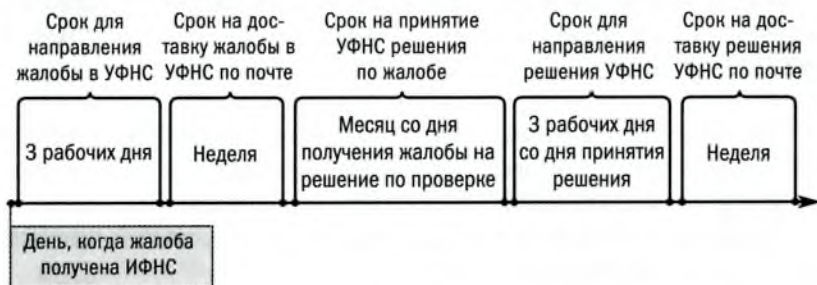 Срок для
направления
жалобы в УФНС
Срок на дос-
тавку жалобы в
УФНС по почте
Срок на принятие
УФНС решения
по жалобе
Срок для
направления
решения УФНС
Срок на дос-
тавку решения
УФНС по почте
3 рабочих дня
Неделя
Месяц со дня
получения жалобы на
решение по проверке
3 рабочих дня
со дня принятия
решения
Неделя
День, когда жалоба
получена ИФНС